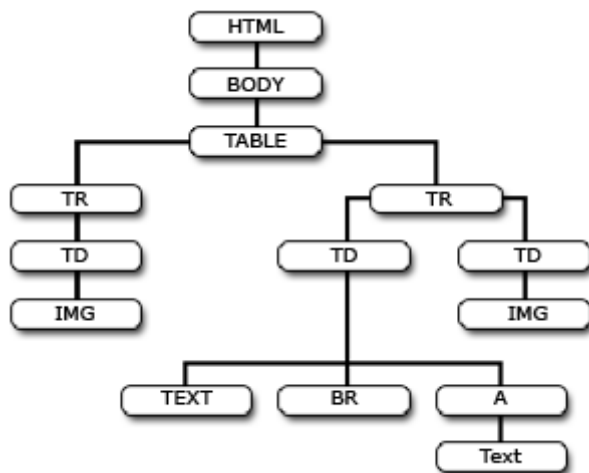 HTML
BODY
TABLE
TR TR
TD TD TD
IMG IMG
TEXT BR A
Text